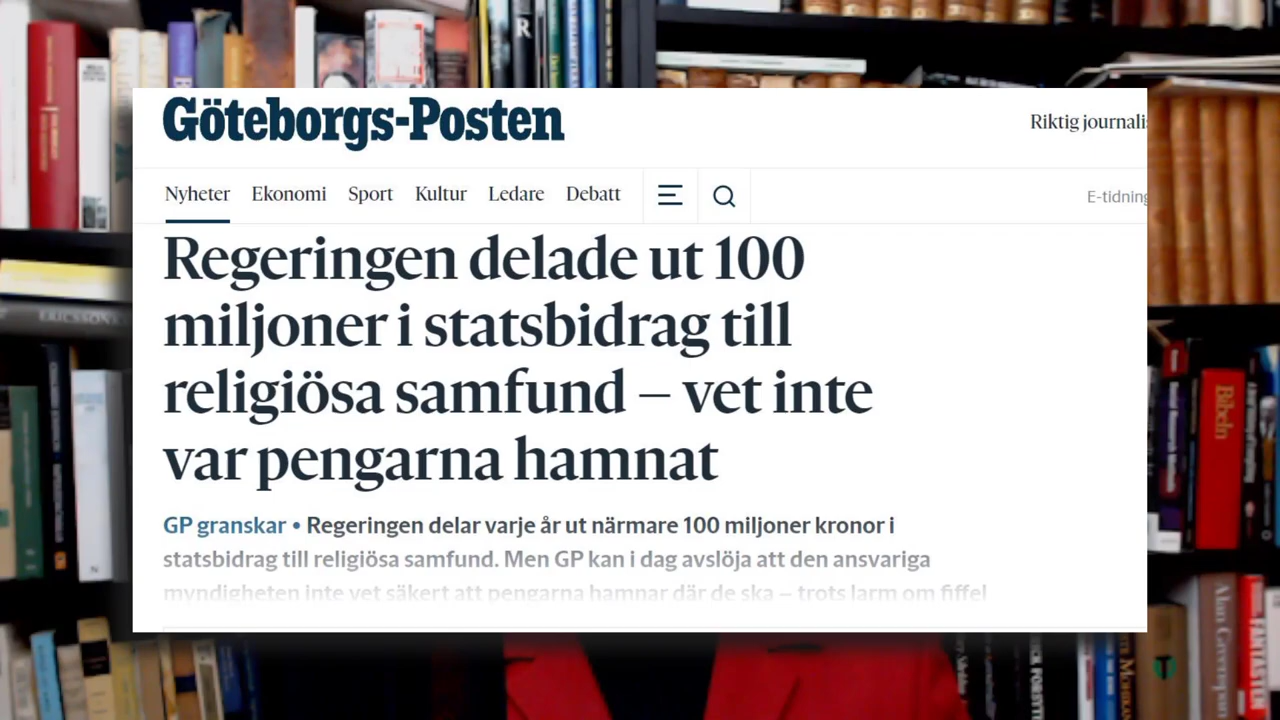 Göteborgs-Posten
Riktig journali
Nyheter Ekonomi Sport Kultur Ledare Debatt
E-tidning
Regeringen delade ut 100
miljoner i statsbidrag till
religiösa samfund – vet inte
var pengarna hamnat
GP granskar • Regeringen delar varje år ut närmare 100 miljoner kronor i
statsbidrag till religiösa samfund. Men GP kan i dag avslöja att den ansvariga
myndigheten inte vet säkert att pengarna hamnar där de ska – trots larm om fiffel
R
ERICSSON
Bibeln